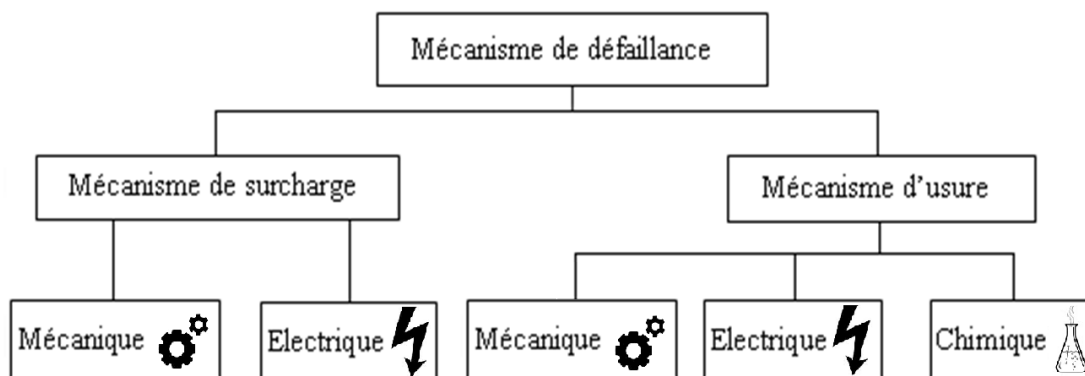 Mécanisme de défaillance
Mécanisme de surcharge
Mécanisme d'usure
Mécanique
Electrique
Mécanique
Electrique
Chimique